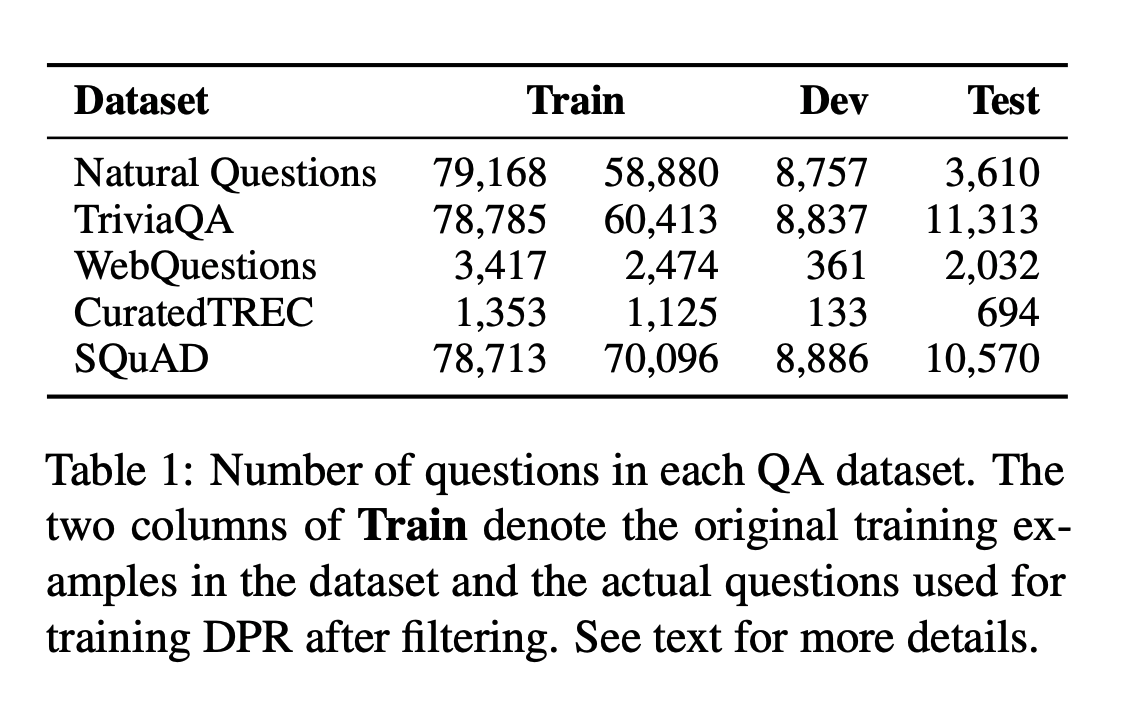 Dataset Train Dev Test
Natural Questions 79,168 58,880 8,757 3,610
TriviaQA 78,785 60,413 8,837 11,313
WebQuestions 3,417 2,474 361 2,032
CuratedTREC 1,353 1,125 133 694
SQuAD 78,713 70,096 8,886 10,570
Table 1: Number of questions in each QA dataset. The
two columns of Train denote the original training ex-
amples in the dataset and the actual questions used for
training DPR after filtering. See text for more details.